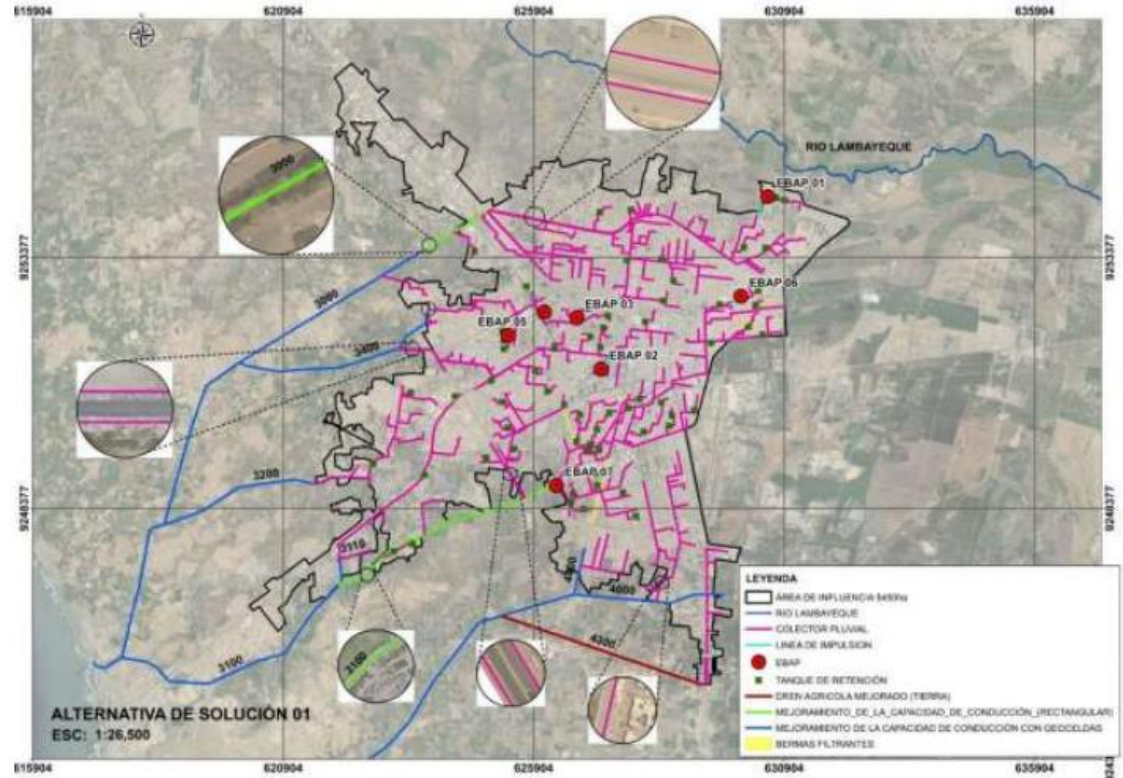 615904 620904 625904 630904 635904
RIO LAMBAYEQUE
3000
EBAP 01
9253377 9253377
3000
EBAP 06
EBAP 03
EBAP 05
3400
EBAP 02
3200
EBAP 07
9248377 9248377
3110
4000
4300
3100
3100
LEYENDA
ÁREA DE INFLUENCIA
RIO LAMBAYEQUE
COLECTOR PLUVIAL
LINEA DE IMPULSION
EBAP
TANQUE DE RETENCIÓN
DREN AGRICOLA MEJORADO (TIERRA)
MEJORAMIENTO_DE_LA_CAPACIDAD_DE_CONDUCCIÓN_(RECTANGULAR)
MEJORAMIENTO DE LA CAPACIDAD DE CONDUCCIÓN CON GEOCELDAS
BERMAS FILTRANTES
ALTERNATIVA DE SOLUCIÓN 01
ESC: 1:26,500
615904 620904 625904 630904 635904